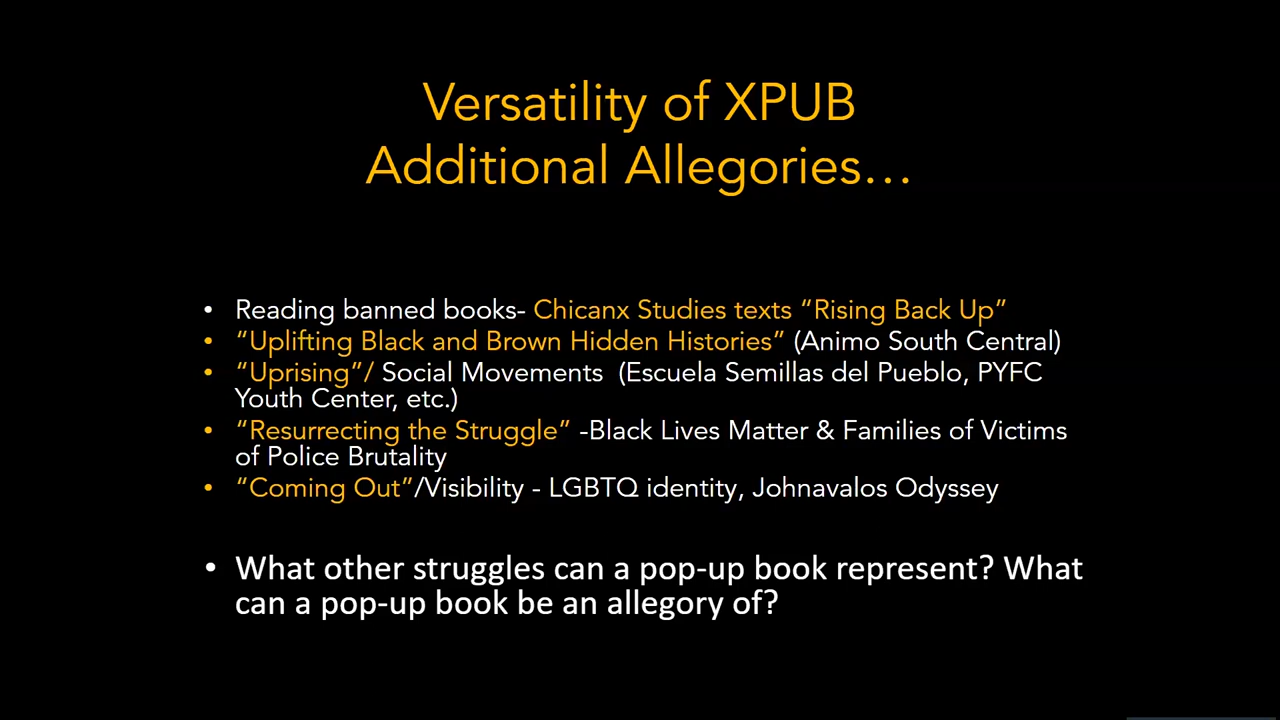 Versatility of XPUB
Additional Allegories…
• Reading banned books- Chicanx Studies texts “Rising Back Up”
• “Uplifting Black and Brown Hidden Histories” (Animo South Central)
• “Uprising”/ Social Movements (Escuela Semillas del Pueblo, PYFC
Youth Center, etc.)
• “Resurrecting the Struggle” -Black Lives Matter & Families of Victims
of Police Brutality
• “Coming Out”/Visibility - LGBTQ identity, Johnavalos Odyssey
• What other struggles can a pop-up book represent? What
can a pop-up book be an allegory of?